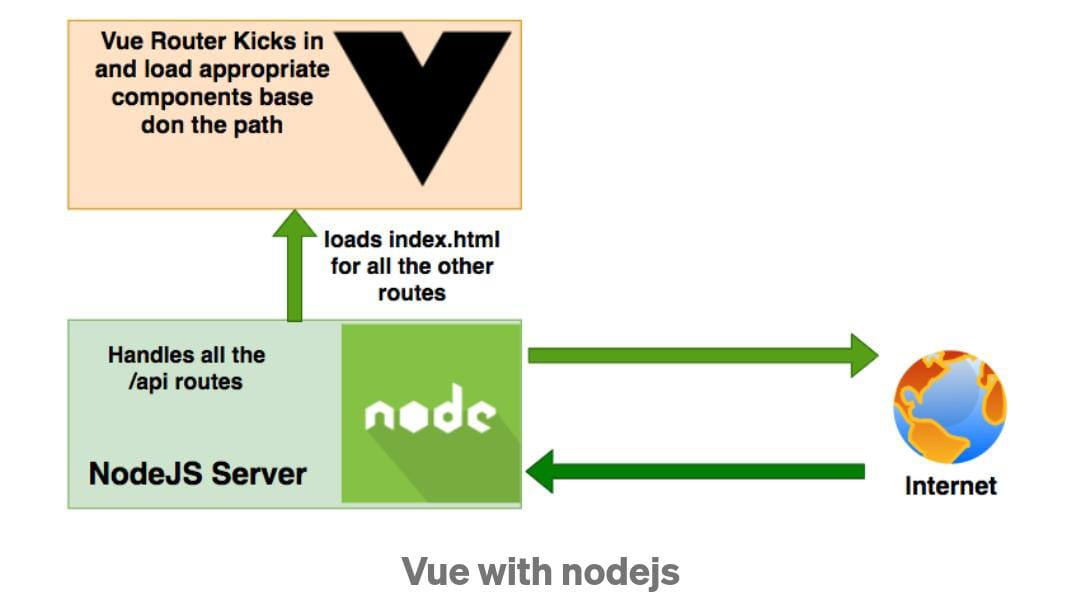 Vue Router Kicks in
and load appropriate
components base
don the path
loads index.html
for all the other
routes
Handles all the
/api routes
node
NodeJS Server
Internet
Vue with nodejs